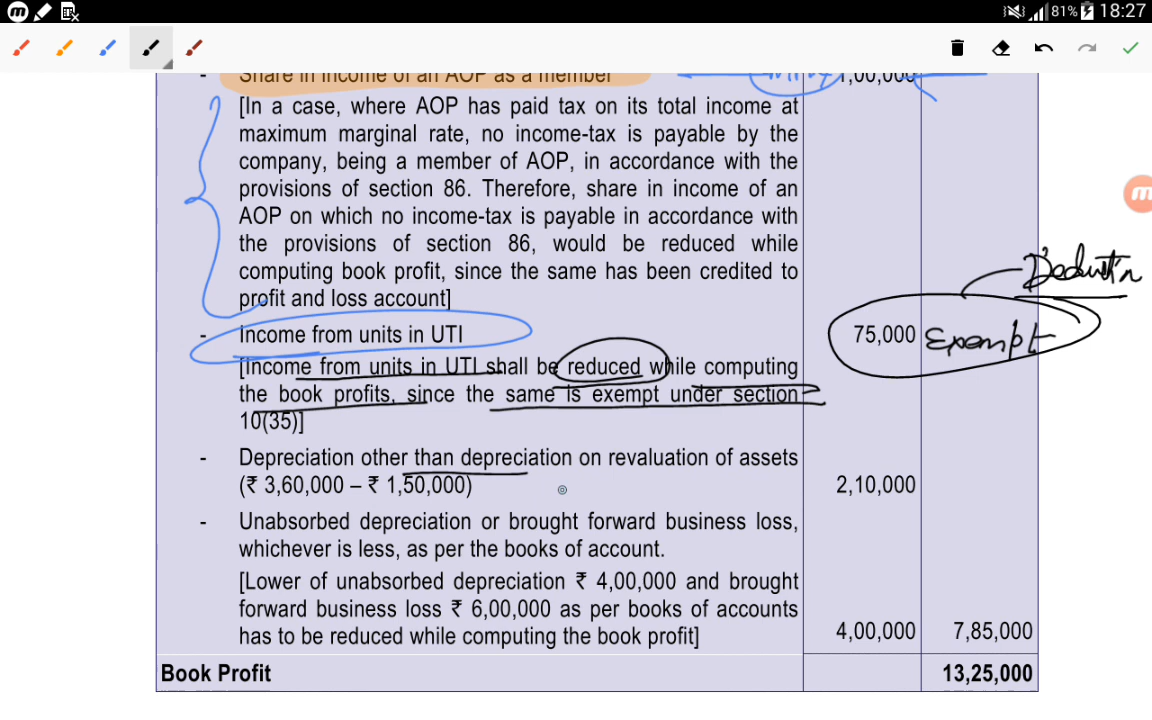 81% 18:27
- Share in income of an AOP as a member 1,00,000
[In a case, where AOP has paid tax on its total income at
maximum marginal rate, no income-tax is payable by the
company, being a member of AOP, in accordance with the
provisions of section 86. Therefore, share in income of an
AOP on which no income-tax is payable in accordance with
the provisions of section 86, would be reduced while
computing book profit, since the same has been credited to
profit and loss account]
Deductn
- Income from units in UTI 75,000 Exempt
[Income from units in UTI shall be reduced while computing
the book profits, since the same is exempt under section
10(35)]
- Depreciation other than depreciation on revaluation of assets
(₹ 3,60,000 – ₹ 1,50,000) 2,10,000
- Unabsorbed depreciation or brought forward business loss,
whichever is less, as per the books of account.
[Lower of unabsorbed depreciation ₹ 4,00,000 and brought
forward business loss ₹ 6,00,000 as per books of accounts
has to be reduced while computing the book profit] 4,00,000 7,85,000
Book Profit 13,25,000